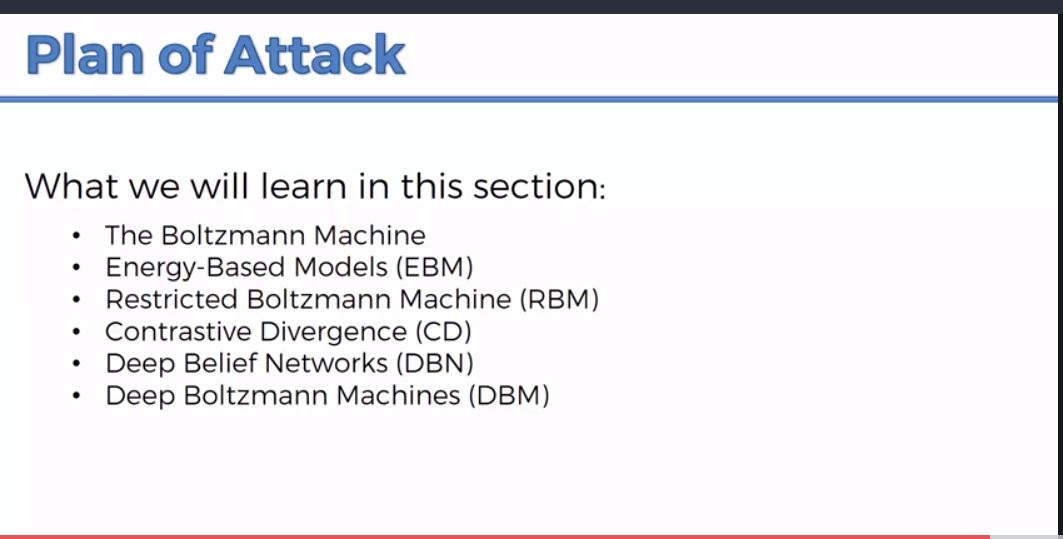 Plan of Attack
What we will learn in this section:
• The Boltzmann Machine
• Energy-Based Models (EBM)
• Restricted Boltzmann Machine (RBM)
• Contrastive Divergence (CD)
• Deep Belief Networks (DBN)
• Deep Boltzmann Machines (DBM)